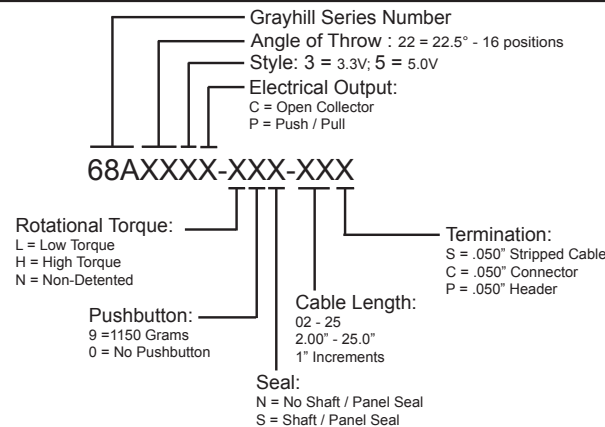 Grayhill Series Number
Angle of Throw : 22 = 22.5° - 16 positions
Style: 3 = 3.3V; 5 = 5.0V
Electrical Output:
C = Open Collector
P = Push / Pull
68AXXXX-XXX-XXX
Rotational Torque:
L = Low Torque
H = High Torque
N = Non-Detented
Pushbutton:
9 =1150 Grams
0 = No Pushbutton
Seal:
N = No Shaft / Panel Seal
S = Shaft / Panel Seal
Cable Length:
02 - 25
2.00” - 25.0”
1” Increments
Termination:
S = .050” Stripped Cable
C = .050” Connector
P = .050” Header